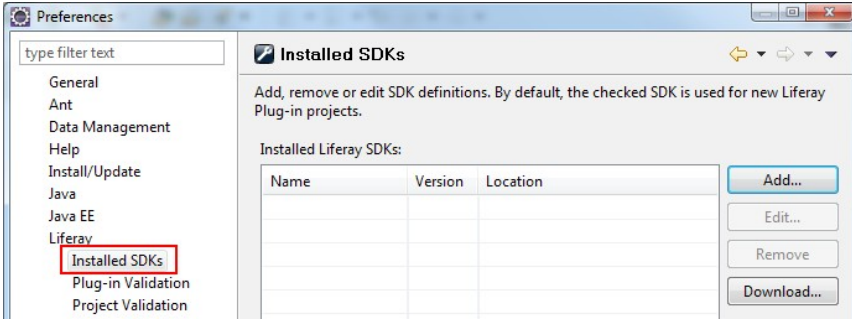 Preferences
type filter text
General
Ant
Data Management
Help
Install/Update
Java
Java EE
Liferay
Installed SDKs
Plug-in Validation
Project Validation
Installed SDKs
Add, remove or edit SDK definitions. By default, the checked SDK is used for new Liferay
Plug-in projects.
Installed Liferay SDKs:
Name Version Location
Add...
Edit...
Remove
Download...